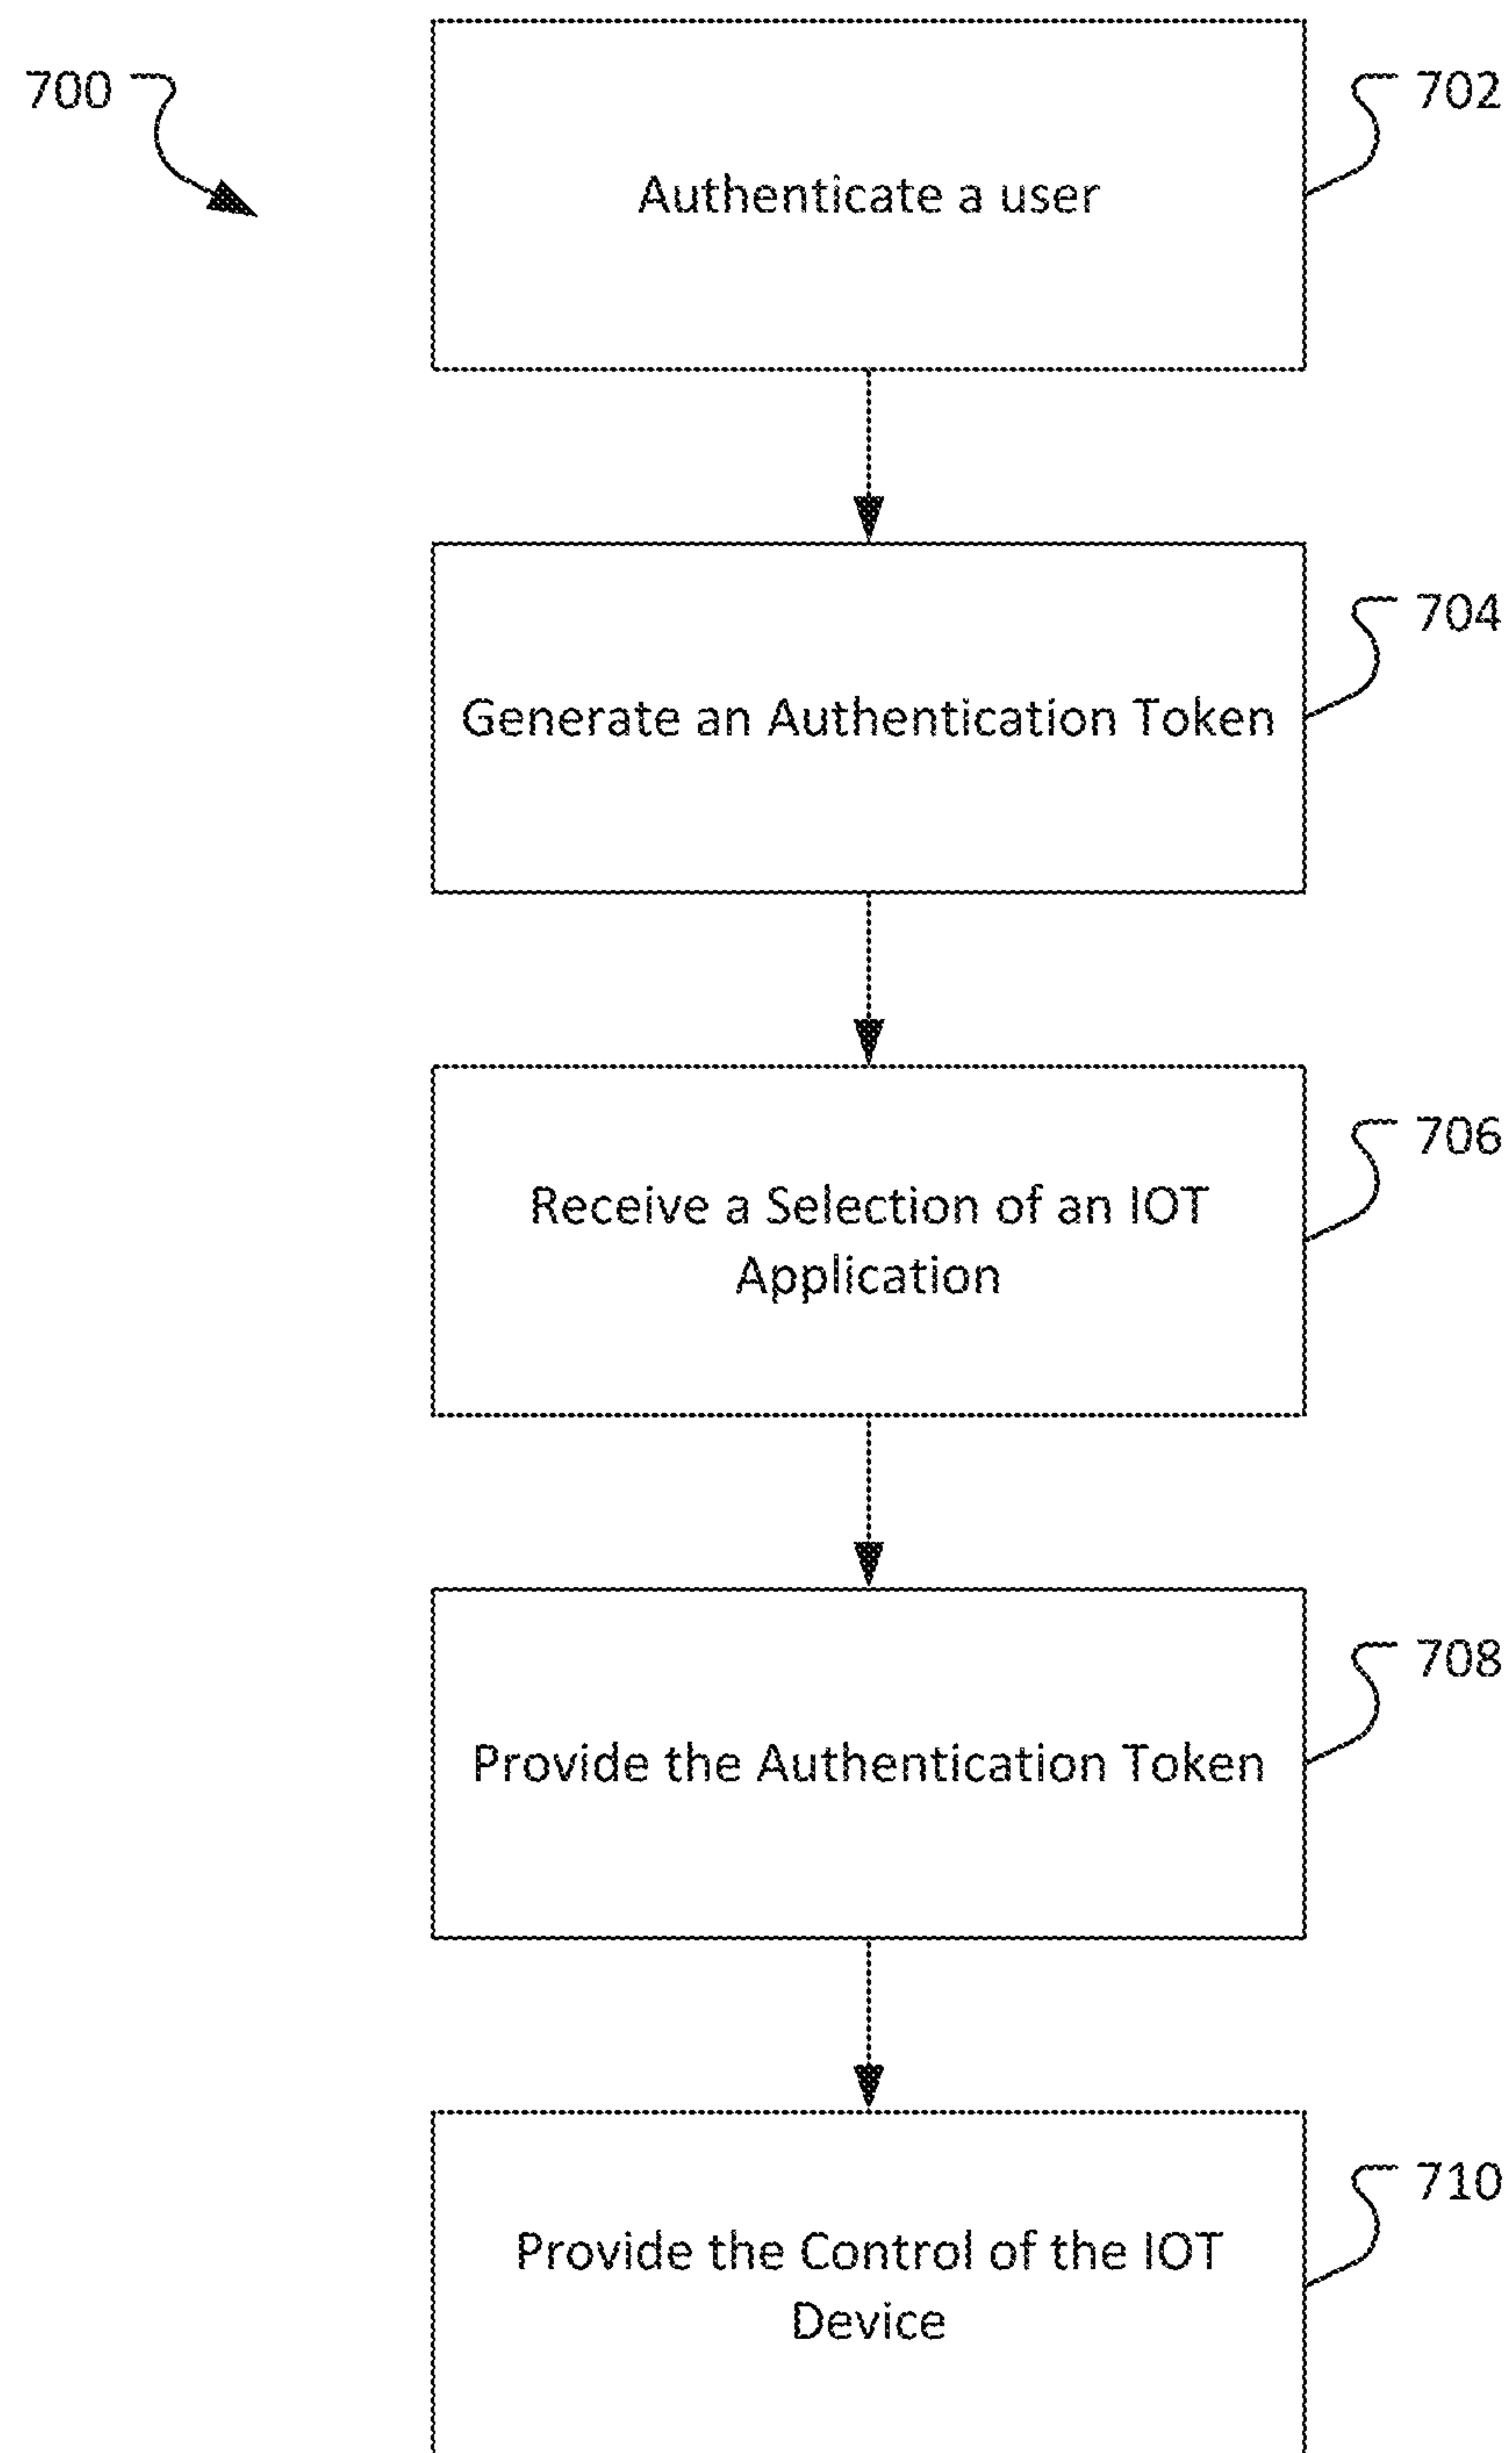 700
702
Authenticate a user
704
Generate an Authentication Token
706
Receive a Selection of an IOT
Application
708
Provide the Authentication Token
710
Provide the Control of the IOT
Device